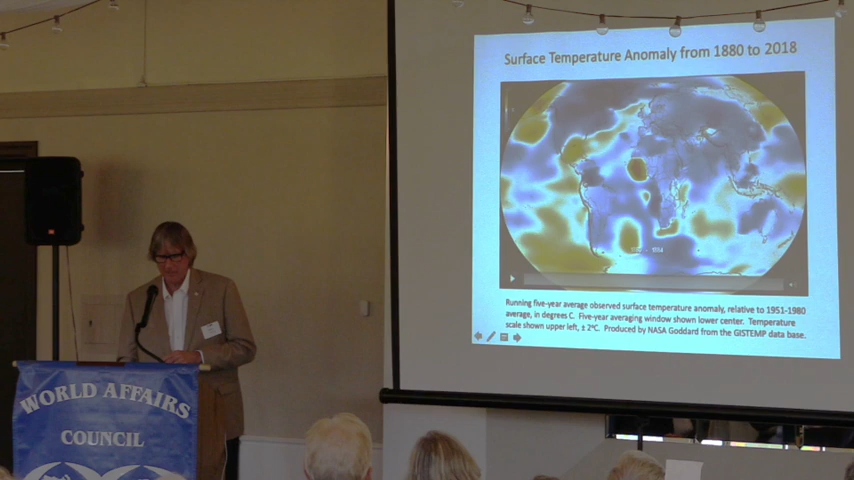 Surface Temperature Anomaly from 1880 to 2018
Running five-year average observed surface temperature anomaly, relative to 1951-1980
average, in degrees C. Five-year averaging window shown lower center. Temperature
scale shown upper left, ± 2°C. Produced by NASA Goddard from the GISTEMP data base.
WORLD AFFAIRS
COUNCIL